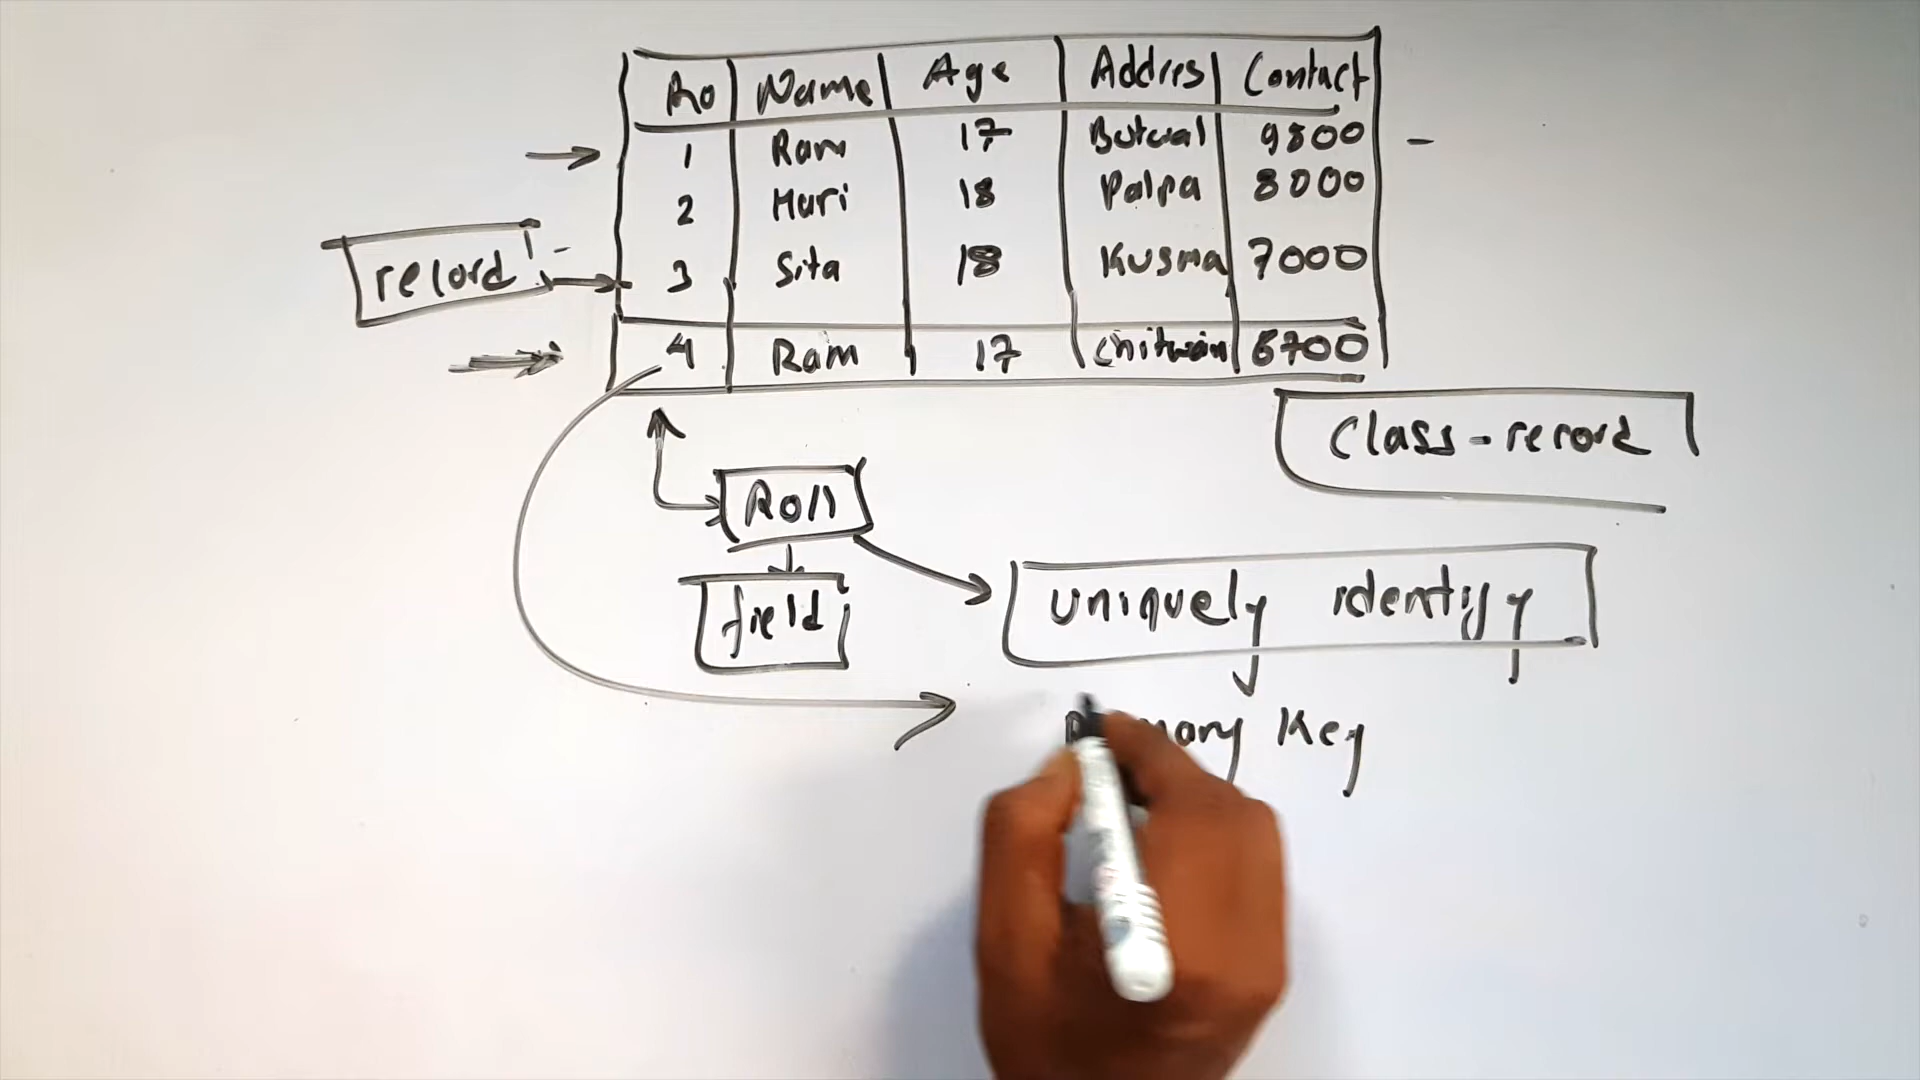 Ro Name Age Addres Contact
1 Ram 17 Butwal 9800
2 Hari 18 Palpa 8000
3 Sita 18 Kusma 7000
4 Ram 17 Chitwan 6700
record
Class-record
Roll
field
uniquely identify
Key